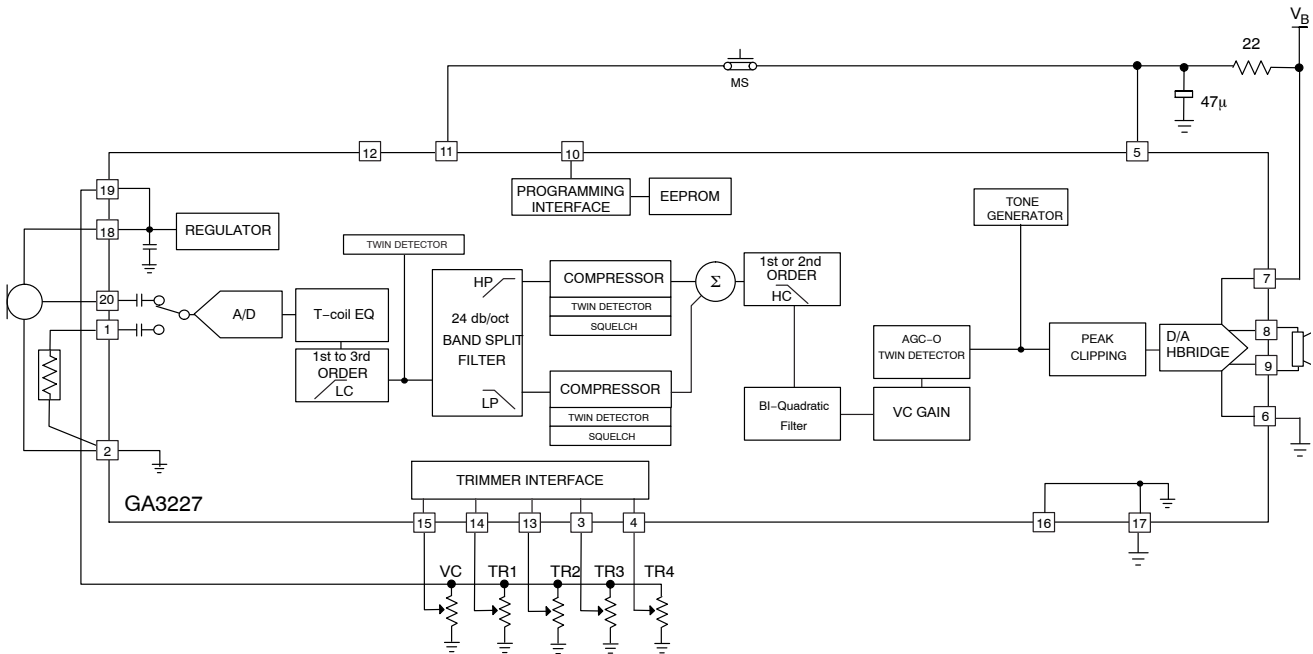 VB
22
MS
47μ
12
11
10
5
19
PROGRAMMING
INTERFACE
EEPROM
TONE
GENERATOR
18
REGULATOR
TWIN DETECTOR
7
HP
COMPRESSOR
Σ
1st or 2nd
ORDER
HC
20
A/D
T-coil EQ
24 db/oct
BAND SPLIT
FILTER
TWIN DETECTOR
SQUELCH
1
8
AGC–O
TWIN DETECTOR
PEAK
CLIPPING
D/A
HBRIDGE
1st to 3rd
ORDER
LC
9
LP
COMPRESSOR
BI–Quadratic
Filter
VC GAIN
6
TWIN DETECTOR
SQUELCH
2
TRIMMER INTERFACE
GA3227
15
14
13
3
4
16
17
VC
TR1
TR2
TR3
TR4